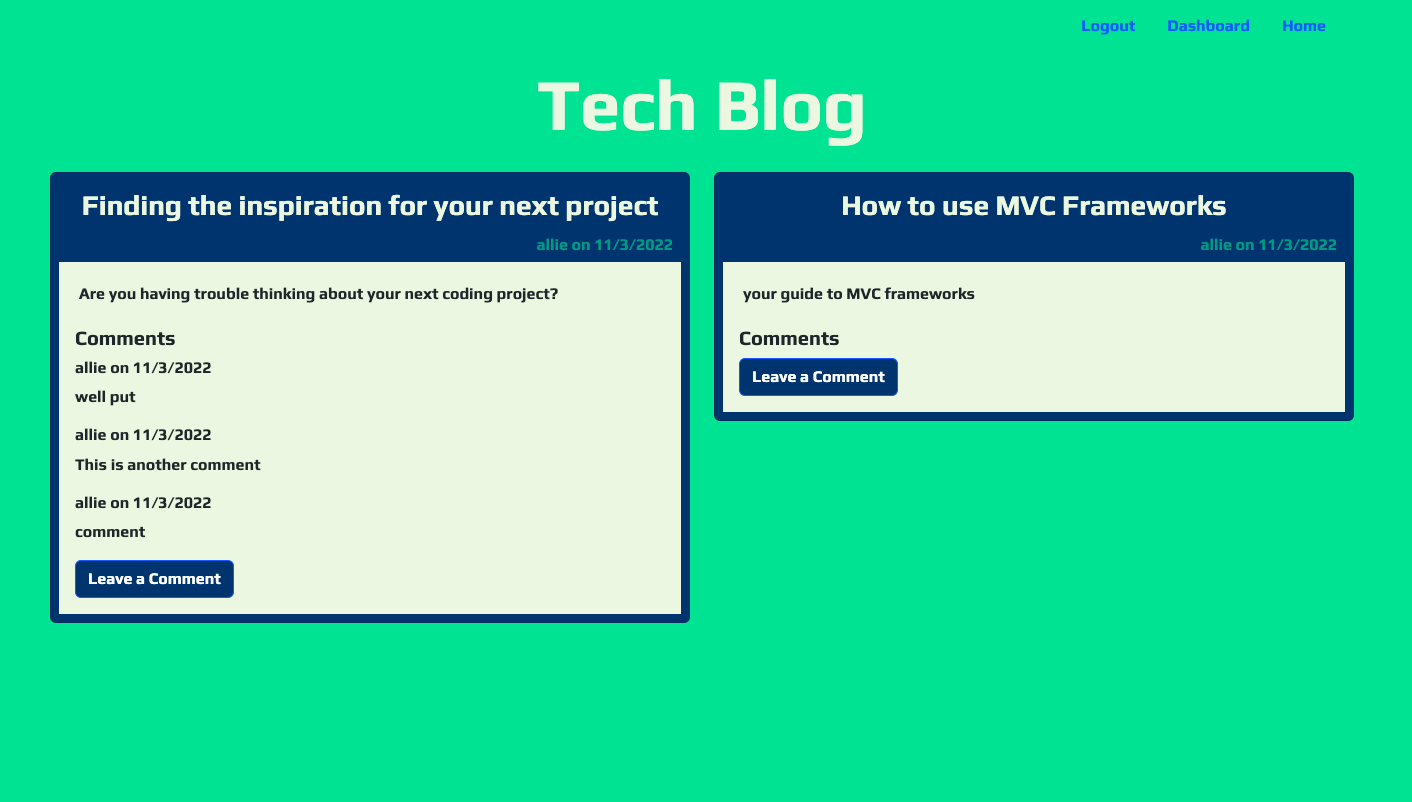 Logout Dashboard Home
Tech Blog
Finding the inspiration for your next project
allie on 11/3/2022
Are you having trouble thinking about your next coding project?
Comments
allie on 11/3/2022
well put
allie on 11/3/2022
This is another comment
allie on 11/3/2022
comment
Leave a Comment
How to use MVC Frameworks
allie on 11/3/2022
your guide to MVC frameworks
Comments
Leave a Comment